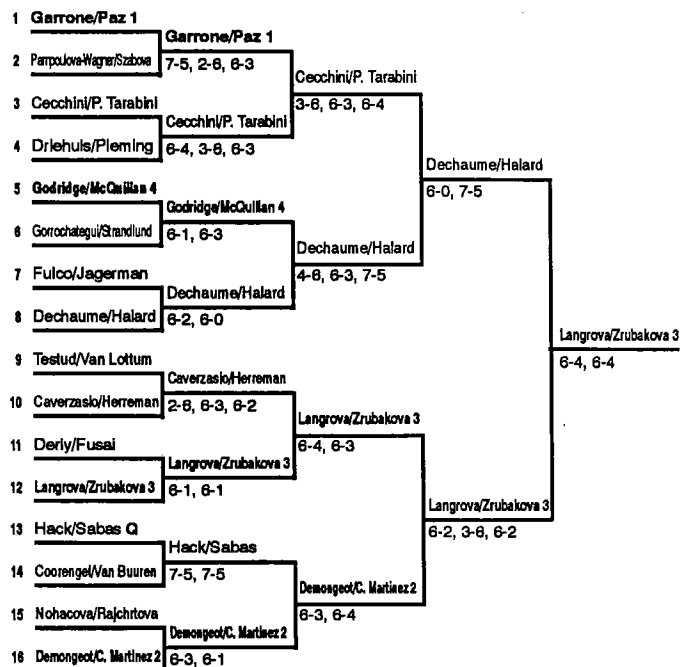 1 Garrone/Paz 1
2 Pampoulova-Wagner/Szabova
3 Cecchini/P. Tarabini
4 Driehuis/Pleming
5 Godridge/McQuillan 4
6 Gorrochategui/Strandlund
7 Fulco/Jagerman
8 Dechaume/Halard
9 Testud/Van Lottum
10 Caverzasio/Herreman
11 Derly/Fusai
12 Langrova/Zrubakova 3
13 Hack/Sabas Q
14 Coorengel/Van Buuren
15 Nohacova/Rajchrtova
16 Demongeot/C. Martinez 2
Garrone/Paz 1
7-5, 2-6, 6-3
Cecchini/P. Tarabini
6-4, 3-6, 6-3
Godridge/McQuillan 4
6-1, 6-3
Dechaume/Halard
6-2, 6-0
Caverzasio/Herreman
2-6, 6-3, 6-2
Langrova/Zrubakova 3
6-1, 6-1
Hack/Sabas
7-5, 7-5
Demongeot/C. Martinez 2
6-3, 6-1
Cecchini/P. Tarabini
3-6, 6-3, 6-4
Dechaume/Halard
4-6, 6-3, 7-5
Langrova/Zrubakova 3
6-4, 6-3
Demongeot/C. Martinez 2
6-3, 6-4
Dechaume/Halard
6-0, 7-5
Langrova/Zrubakova 3
6-2, 3-6, 6-2
Langrova/Zrubakova 3
6-4, 6-4